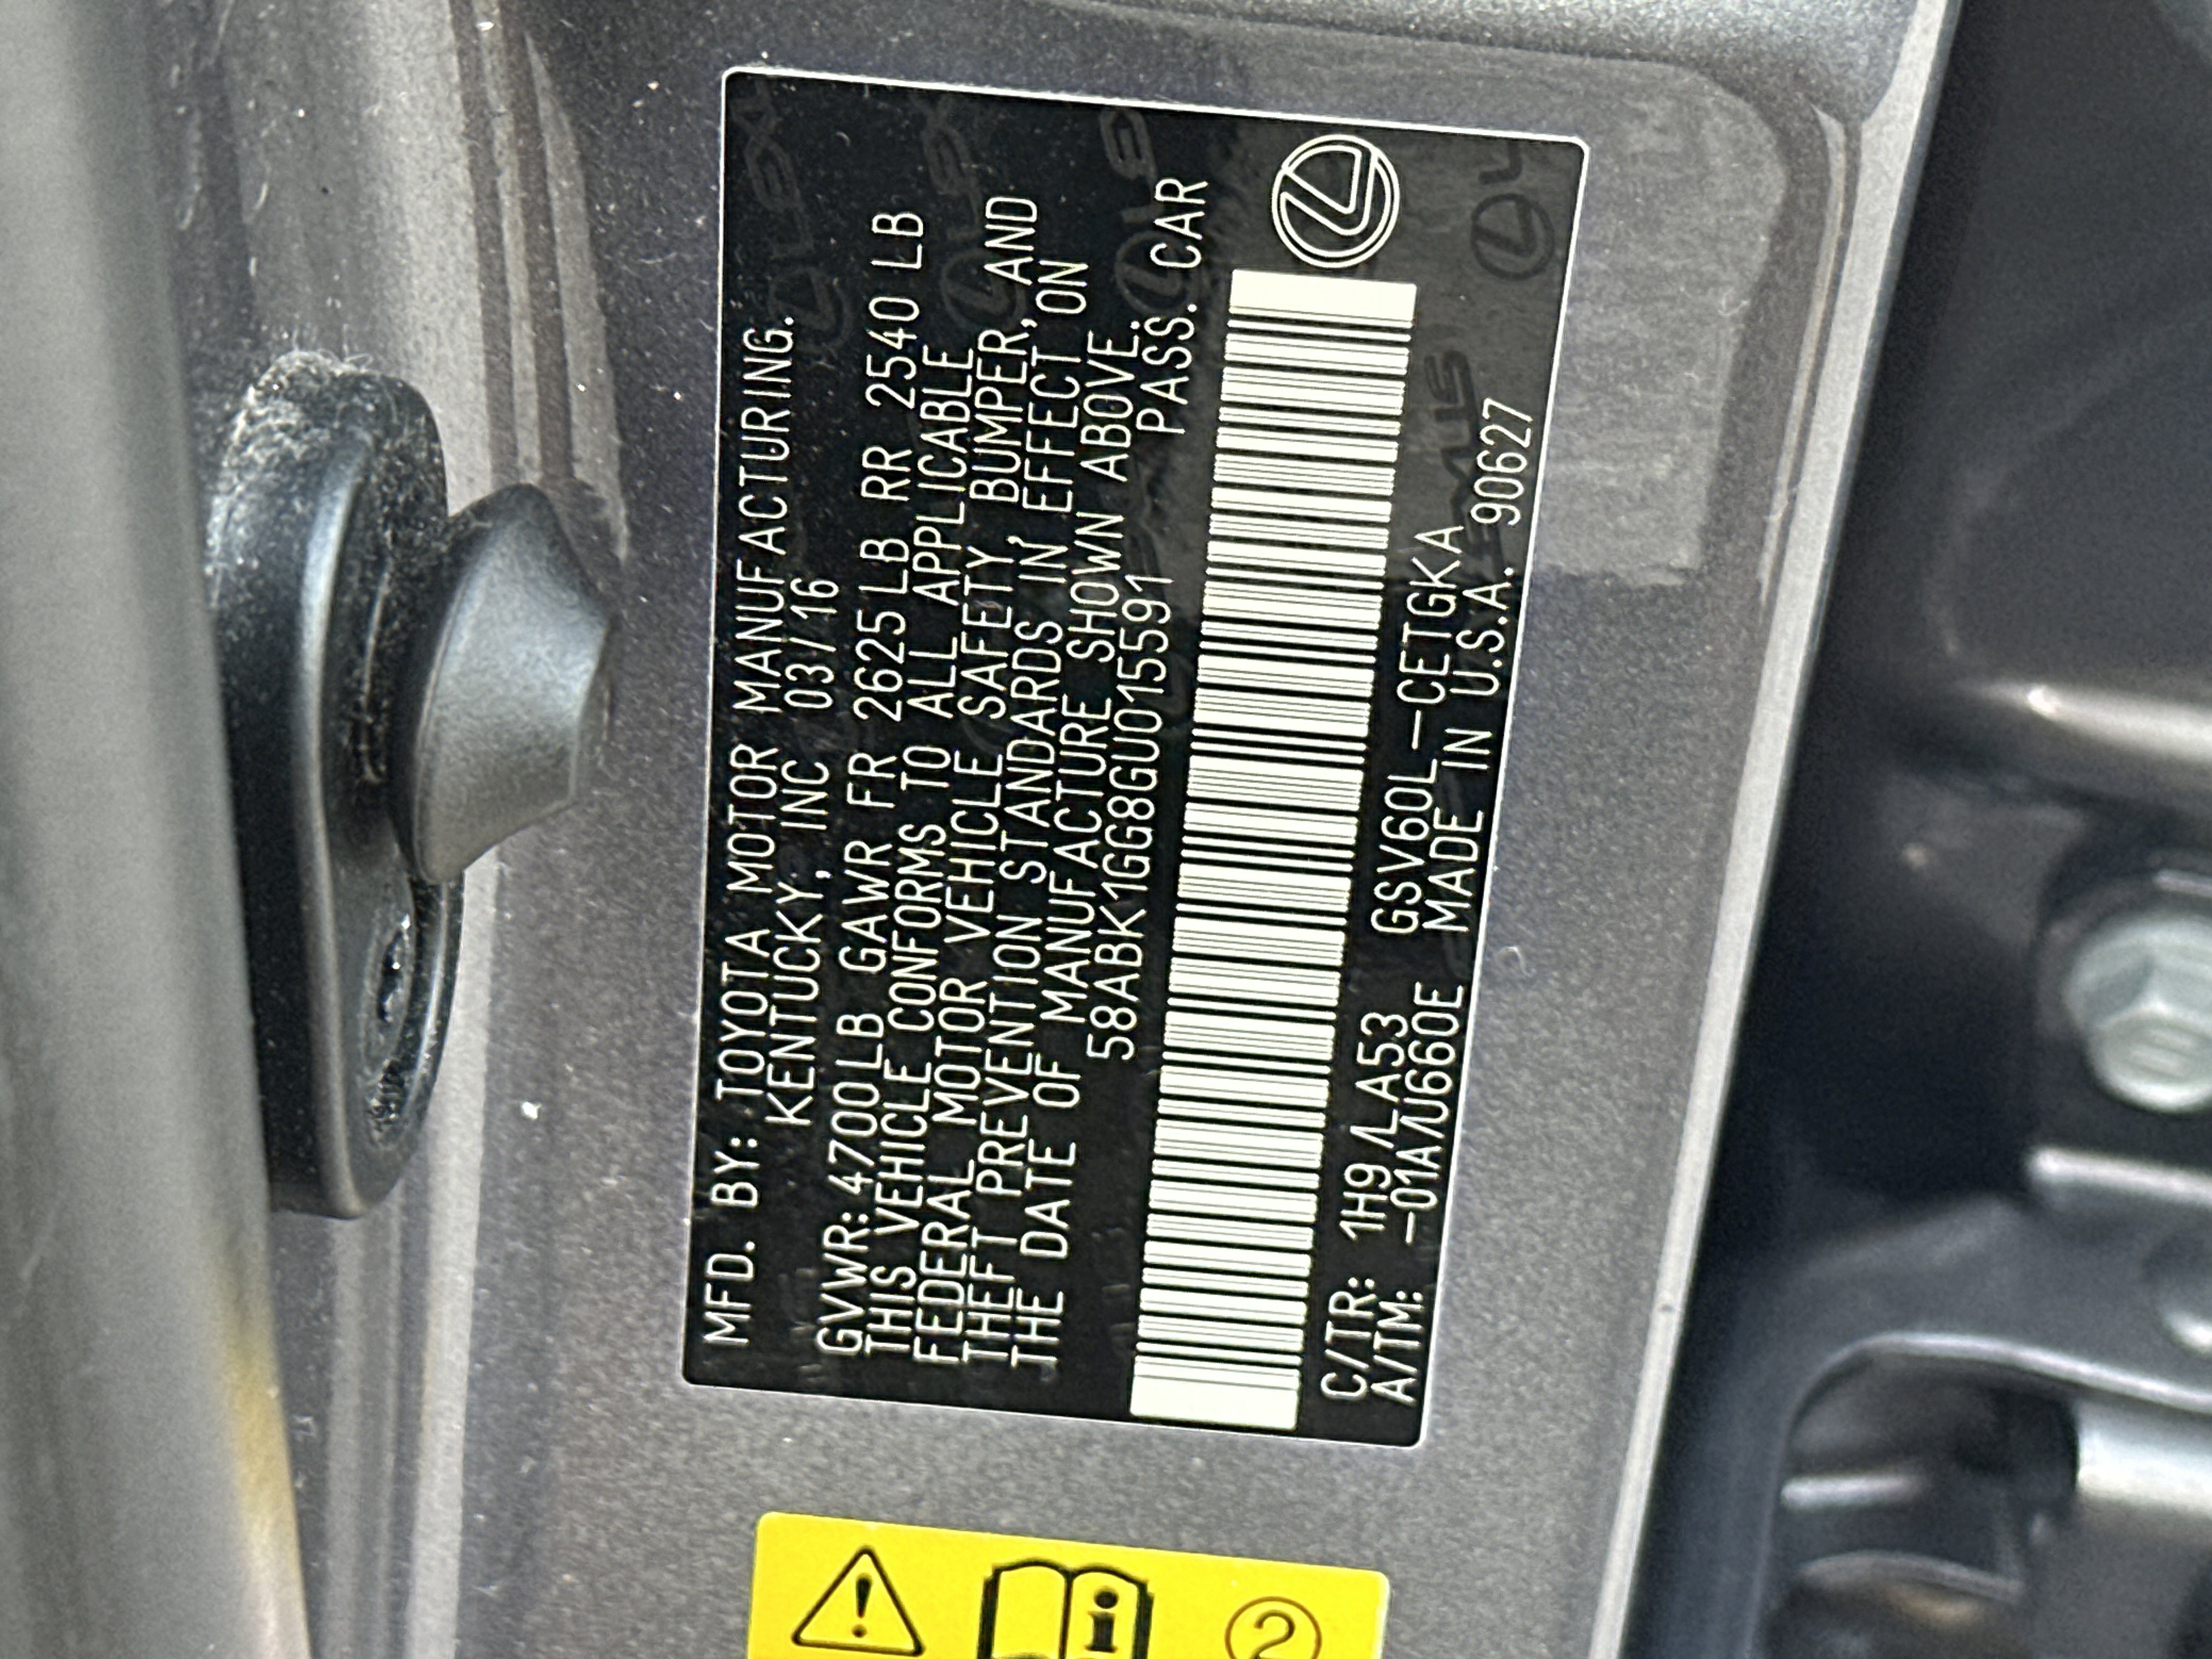 MFD. BY: TOYOTA MOTOR MANUFACTURING.
KENTUCKY, INC 03/16
GVWR: 4700LB GAWR FR 2625LB RR 2540 LB
THIS VEHICLE CONFORMS TO ALL APPLICABLE
FEDERAL MOTOR VEHICLE SAFETY, BUMPER, AND
THEFT PREVENTION STANDARDS IN EFFECT ON
THE DATE OF MANUFACTURE SHOWN ABOVE.
58ABK1GG8GU015591 PASS. CAR
C/TR: 1H9/LA53 GSV60L-CETGKA
A/TM: -01A/U660E MADE IN U.S.A. 90627
2